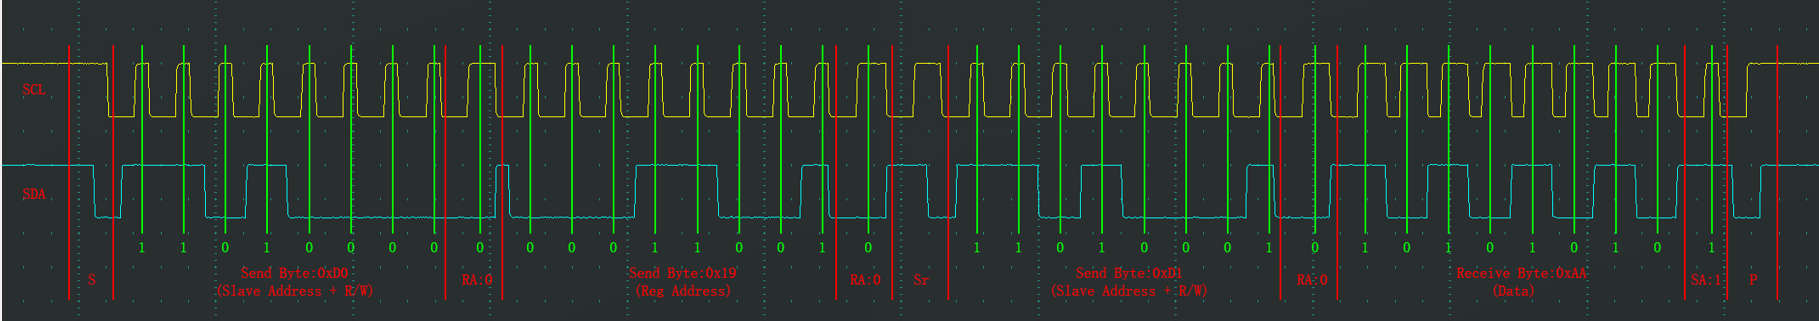 SCL
SDA
1 1 0 1 0 0 0 0 0 0 0 0 1 1 0 0 1 0 1 1 0 1 0 0 0 1 0 1 0 1 0 1 0 1 0 1
S
Send Byte:0xD0
(Slave Address + R/W)
RA:0
Send Byte:0x19
(Reg Address)
RA:0
Sr
Send Byte:0xD1
(Slave Address + R/W)
RA:0
Receive Byte:0xAA
(Data)
SA:1
P